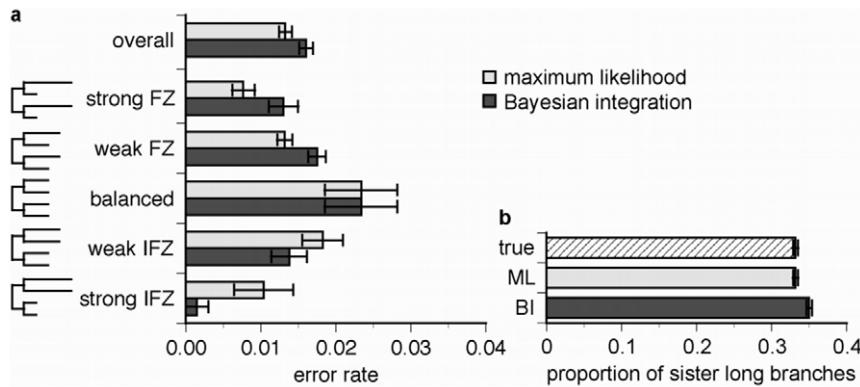 a
overall
strong FZ
weak FZ
balanced
weak IFZ
strong IFZ
0.00 0.01 0.02 0.03 0.04
error rate
maximum likelihood
Bayesian integration
b
true
ML
BI
0 0.1 0.2 0.3 0.4
proportion of sister long branches